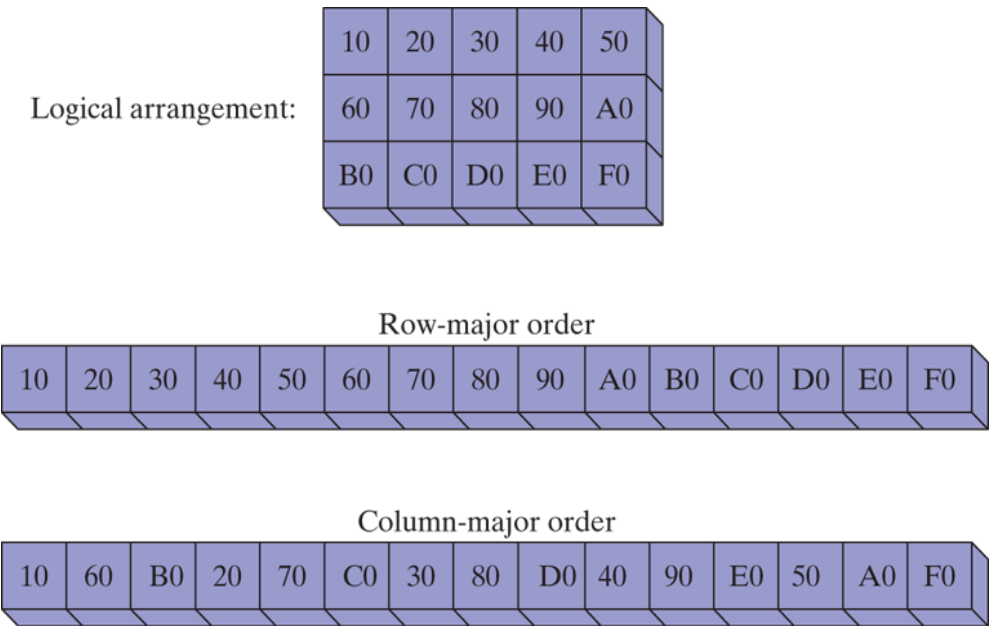 10 20 30 40 50
Logical arrangement: 60 70 80 90 A0
B0 C0 D0 E0 F0
Row-major order
10 20 30 40 50 60 70 80 90 A0 B0 C0 D0 E0 F0
Column-major order
10 60 B0 20 70 C0 30 80 D0 40 90 E0 50 A0 F0